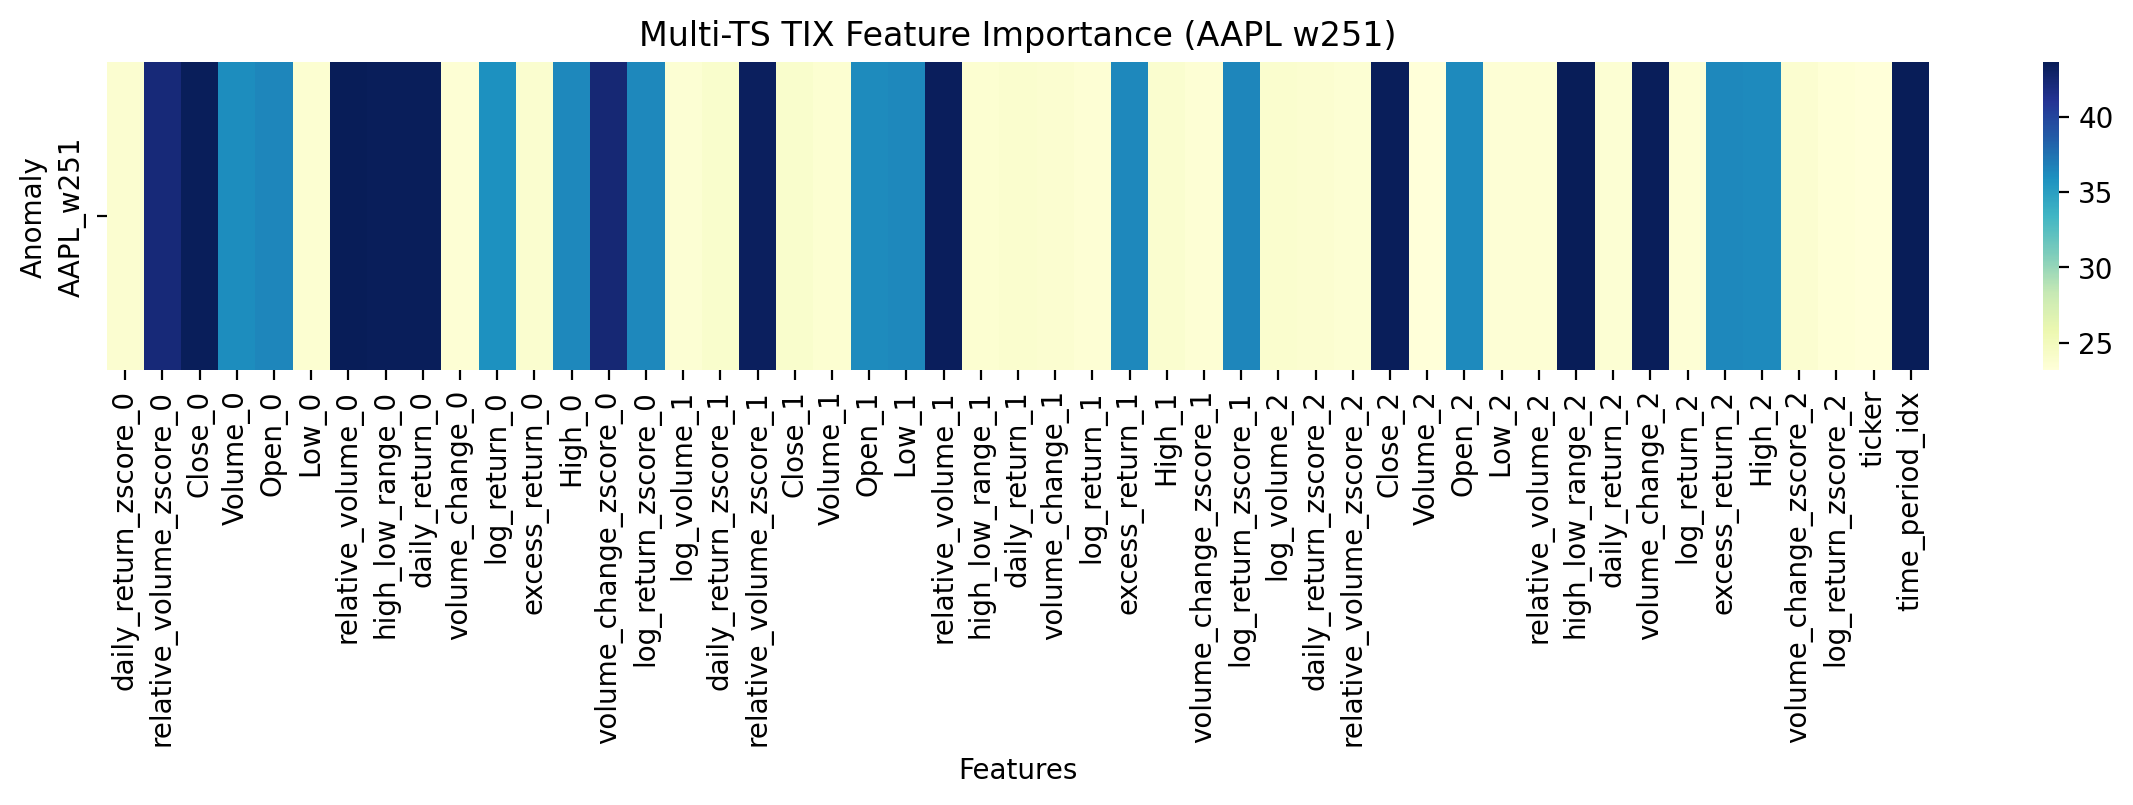 Multi-TS TIX Feature Importance (AAPL w251)
Anomaly
AAPL_w251
40
35
30
25
daily_return_zscore_0
relative_volume_zscore_0
Close_0
Volume_0
Open_0
Low_0
relative_volume_0
high_low_range_0
daily_return_0
volume_change_0
log_return_0
excess_return_0
High_0
volume_change_zscore_0
log_return_zscore_0
log_volume_1
daily_return_zscore_1
relative_volume_zscore_1
Close_1
Volume_1
Open_1
Low_1
relative_volume_1
high_low_range_1
daily_return_1
volume_change_1
log_return_1
excess_return_1
High_1
volume_change_zscore_1
log_return_zscore_1
log_volume_2
daily_return_zscore_2
relative_volume_zscore_2
Close_2
Volume_2
Open_2
Low_2
relative_volume_2
high_low_range_2
daily_return_2
volume_change_2
log_return_2
excess_return_2
High_2
volume_change_zscore_2
log_return_zscore_2
ticker
time_period_idx
Features